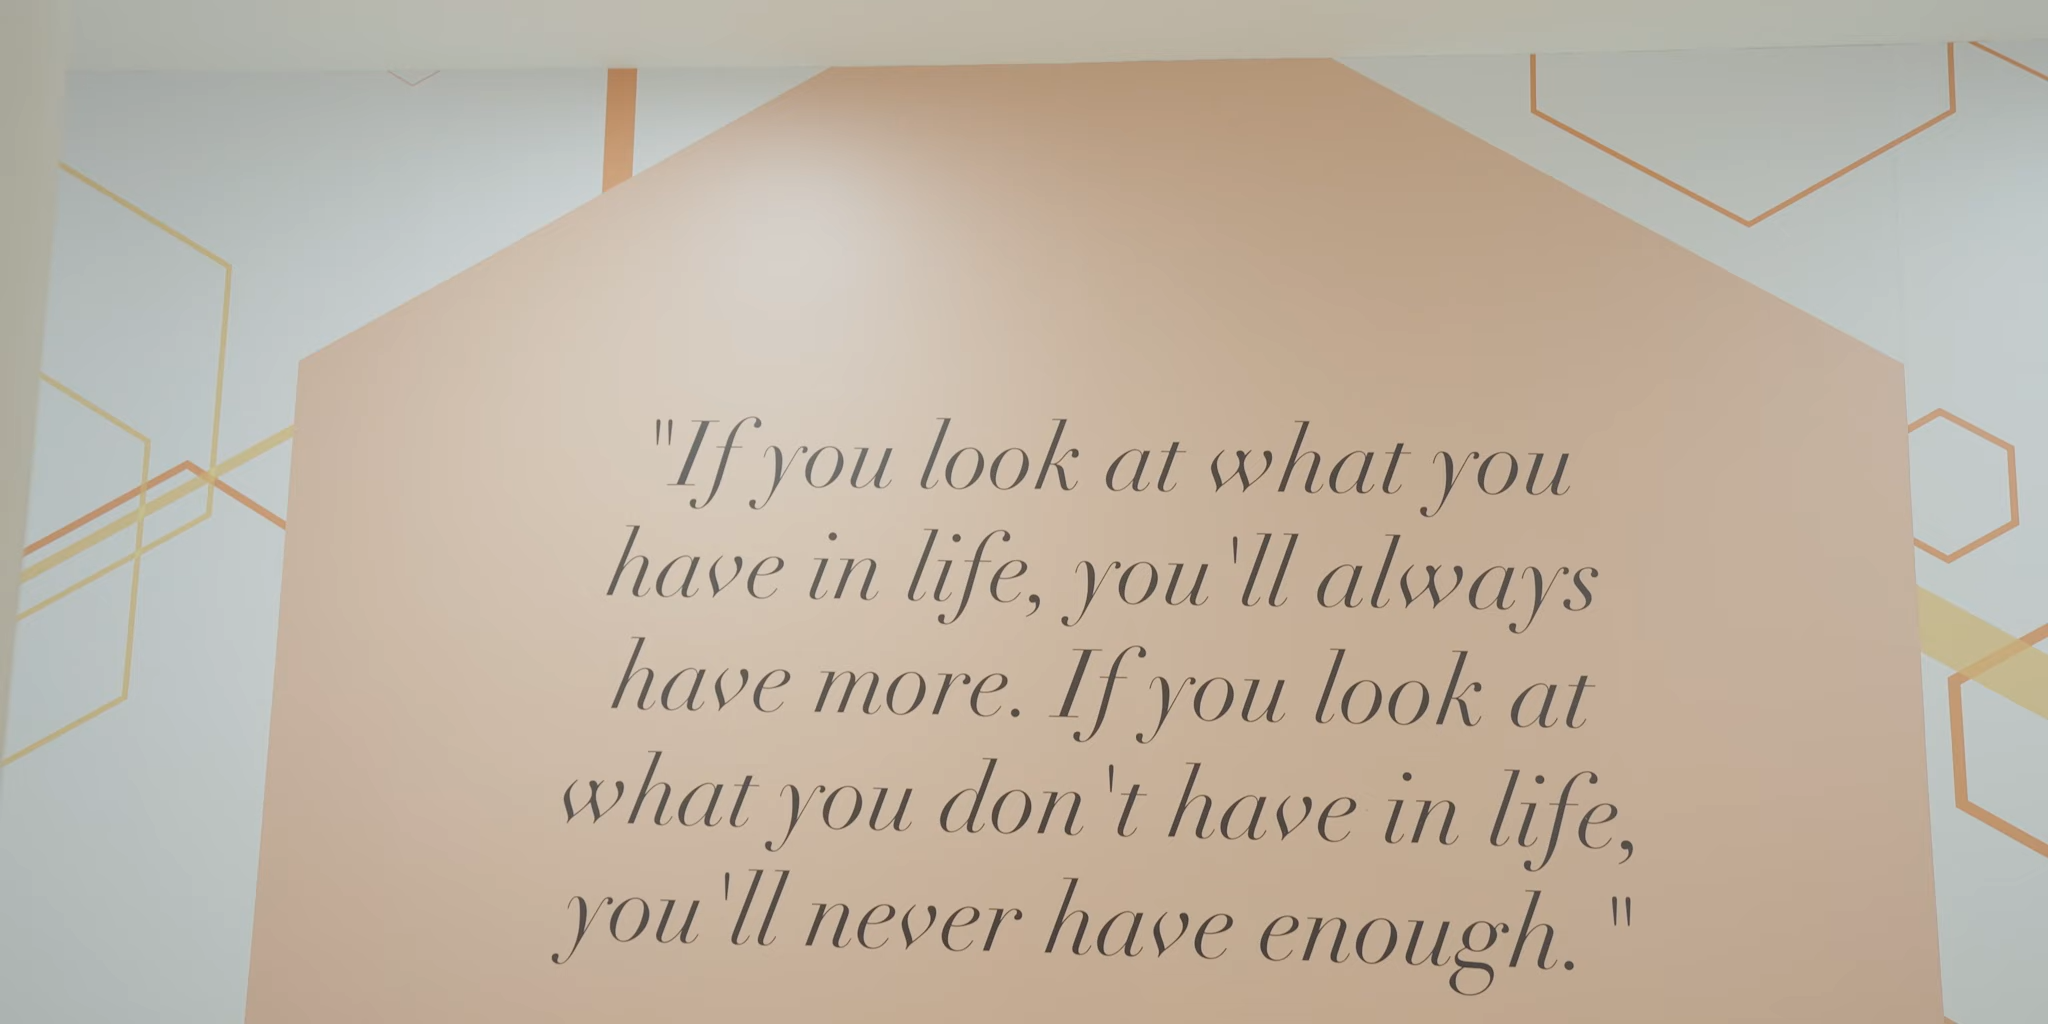 "If you look at what you
have in life, you'll always
have more. If you look at
what you don't have in life,
you'll never have enough. "